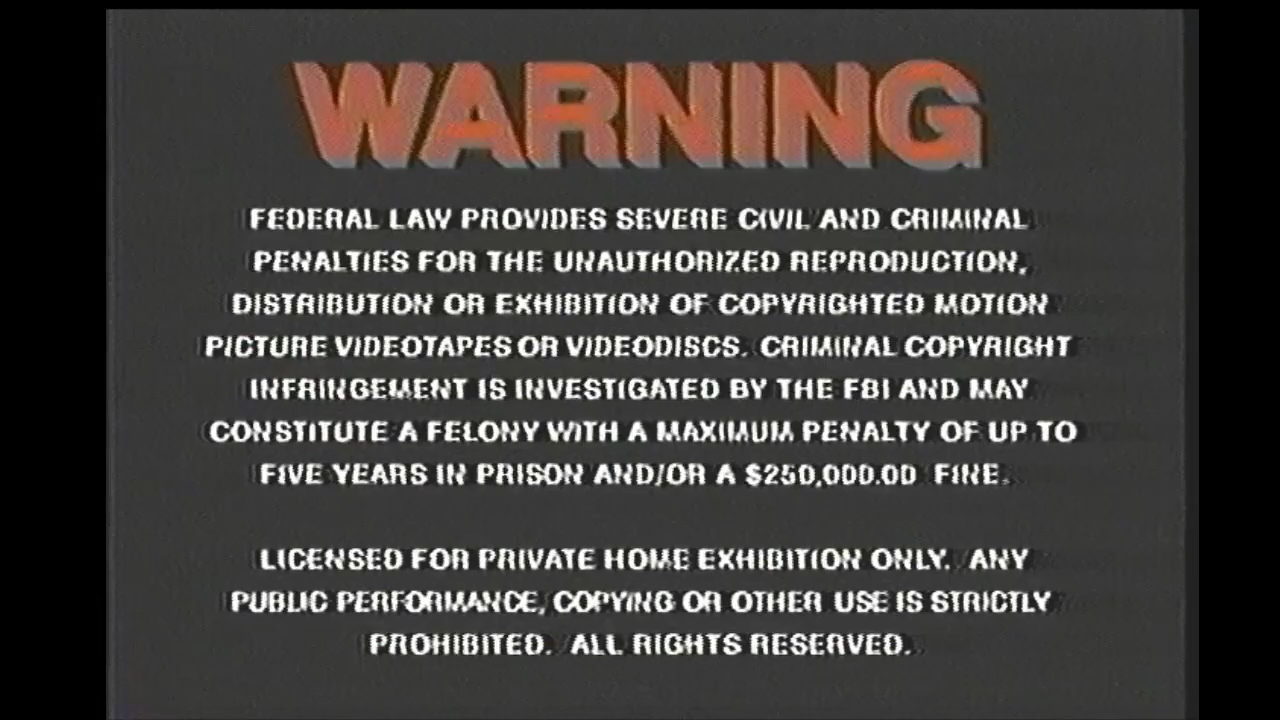 WARNING
FEDERAL LAW PROVIDES SEVERE CIVIL AND CRIMINAL
PENALTIES FOR THE UNAUTHORIZED REPRODUCTION,
DISTRIBUTION OR EXHIBITION OF COPYRIGHTED MOTION
PICTURE VIDEOTAPES OR VIDEODISCS. CRIMINAL COPYRIGHT
INFRINGEMENT IS INVESTIGATED BY THE FBI AND MAY
CONSTITUTE A FELONY WITH A MAXIMUM PENALTY OF UP TO
FIVE YEARS IN PRISON AND/OR A $250,000.00 FINE.
LICENSED FOR PRIVATE HOME EXHIBITION ONLY. ANY
PUBLIC PERFORMANCE, COPYING OR OTHER USE IS STRICTLY
PROHIBITED. ALL RIGHTS RESERVED.